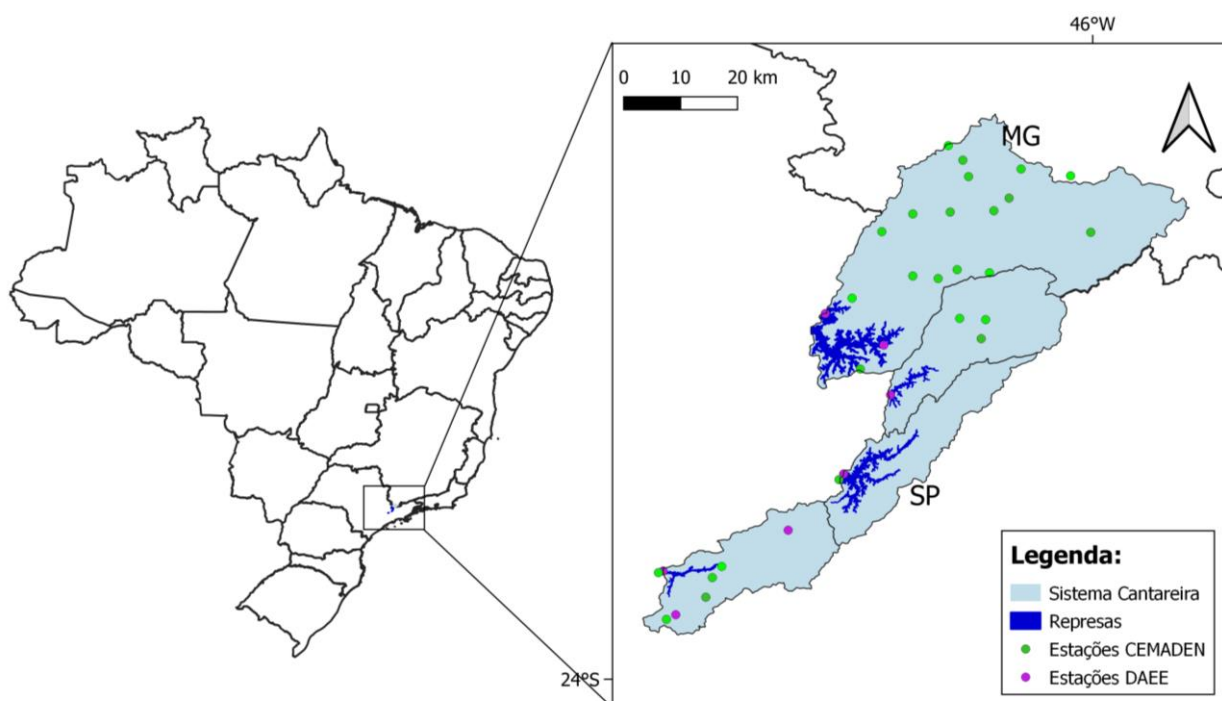 46°W
0 10 20 km
MG
SP
24°S
Legenda:
Sistema Cantareira
Represas
Estações CEMADEN
Estações DAEE